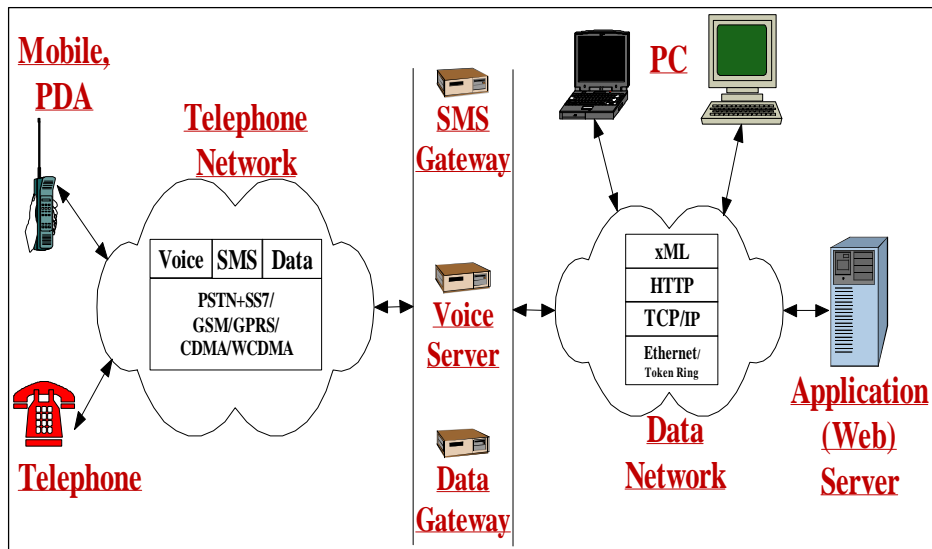 Mobile,
PDA
Telephone
Network
Voice SMS Data
PSTN+SS7/
GSM/GPRS/
CDMA/WCDMA
Telephone
SMS
Gateway
Voice
Server
Data
Gateway
PC
xML
HTTP
TCP/IP
Ethernet/
Token Ring
Data
Network
Application
(Web)
Server